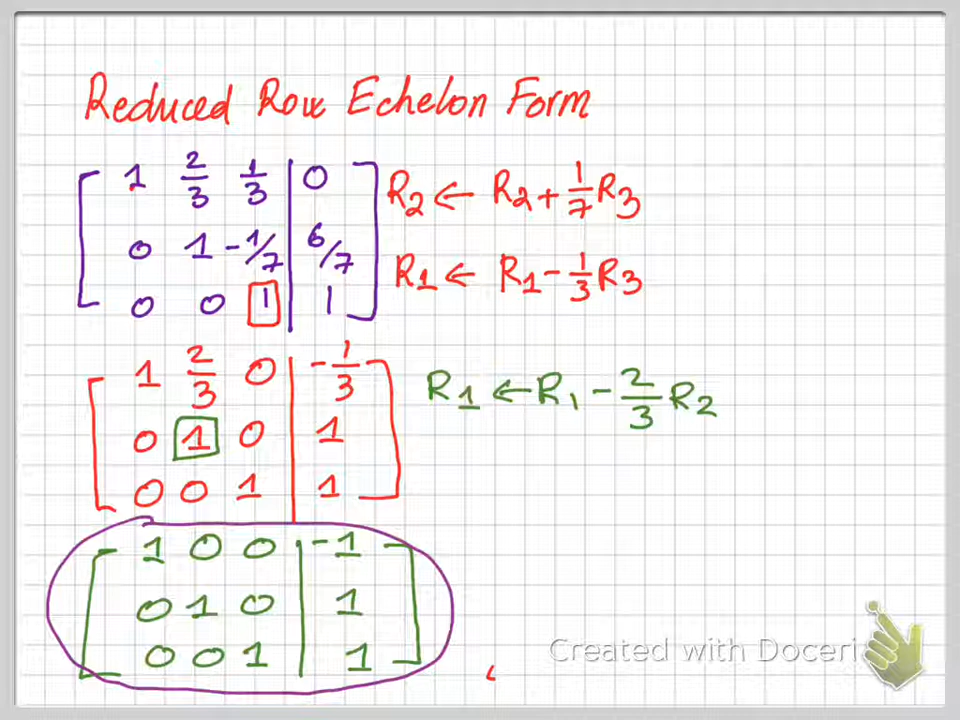 Reduced Row Echelon Form
1 2/3 1/3 | 0 R2 ← R2 + 1/7 R3
0 1 -1/7 | 6/7
R1 ← R1 - 1/3 R3
0 0 1 | 1
1 2/3 0 | -1/3 R1 ← R1 - 2/3 R2
0 1 0 | 1
0 0 1 | 1
1 0 0 | -1
0 1 0 | 1
0 0 1 | 1
Created with Doceri